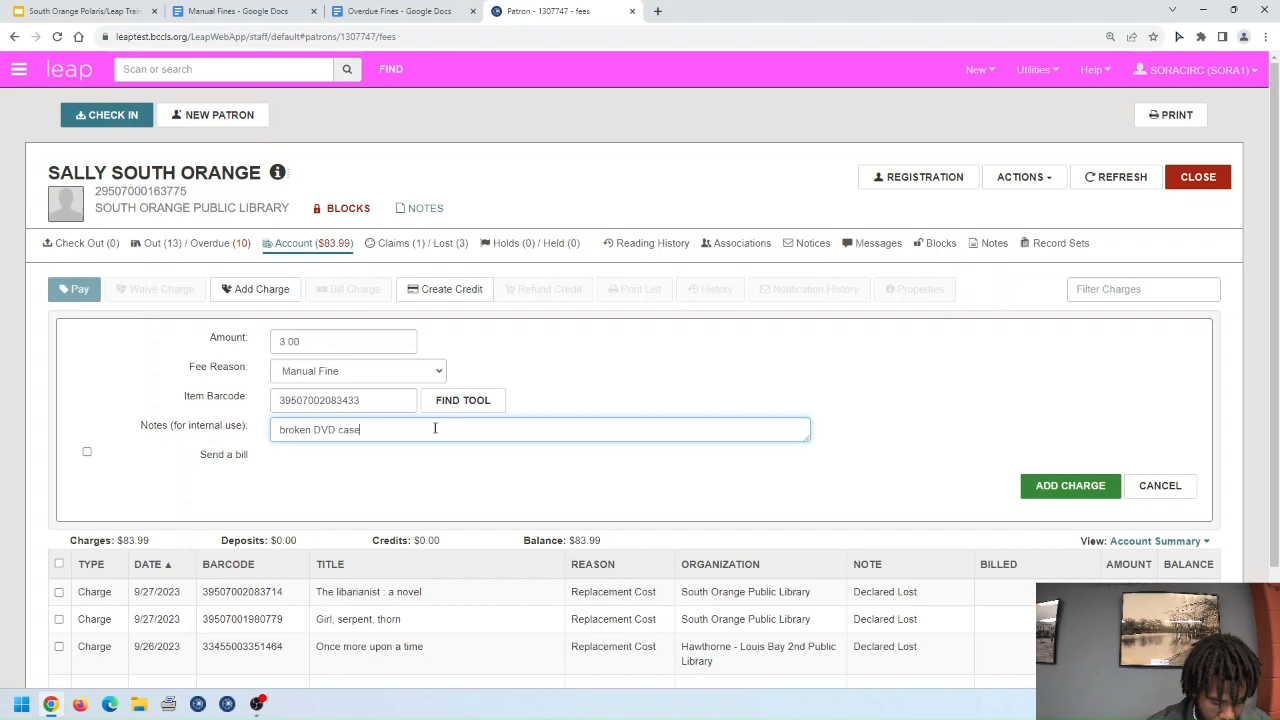 South Orange Polaris/Leap Train
Manual Fines - Google Docs
Overdue Fines - Google Docs
Patron - 1307747 - fees
leaptest.bccls.org/LeapWebApp/staff/default#patrons/1307747/fees
leap
Scan or search
FIND
New
Utilities
Help
SORACIRC (SORA1)
CHECK IN
NEW PATRON
PRINT
SALLY SOUTH ORANGE
29507000163775
SOUTH ORANGE PUBLIC LIBRARY
BLOCKS
NOTES
REGISTRATION
ACTIONS
REFRESH
CLOSE
Check Out (0)
Out (13) / Overdue (10)
Account ($83.99)
Claims (1) / Lost (3)
Holds (0) / Held (0)
Reading History
Associations
Notices
Messages
Blocks
Notes
Record Sets
Pay
Waive Charge
Add Charge
Bill Charge
Create Credit
Refund Credit
Print List
History
Notification History
Properties
Filter Charges
Amount: 3.00
Fee Reason: Manual Fine
Item Barcode: 39507002083433 FIND TOOL
Notes (for internal use): broken DVD case
Send a bill
ADD CHARGE
CANCEL
Charges: $83.99 Deposits: $0.00 Credits: $0.00 Balance: $83.99 View: Account Summary
TYPE DATE BARCODE TITLE REASON ORGANIZATION NOTE BILLED AMOUNT BALANCE
Charge 9/27/2023 39507002083714 The libarianist : a novel Replacement Cost South Orange Public Library Declared Lost
Charge 9/27/2023 39507001980779 Girl, serpent, thorn Replacement Cost South Orange Public Library Declared Lost
Charge 9/26/2023 33455003351464 Once more upon a time Replacement Cost Hawthorne - Louis Bay 2nd Public Declared Lost
Library